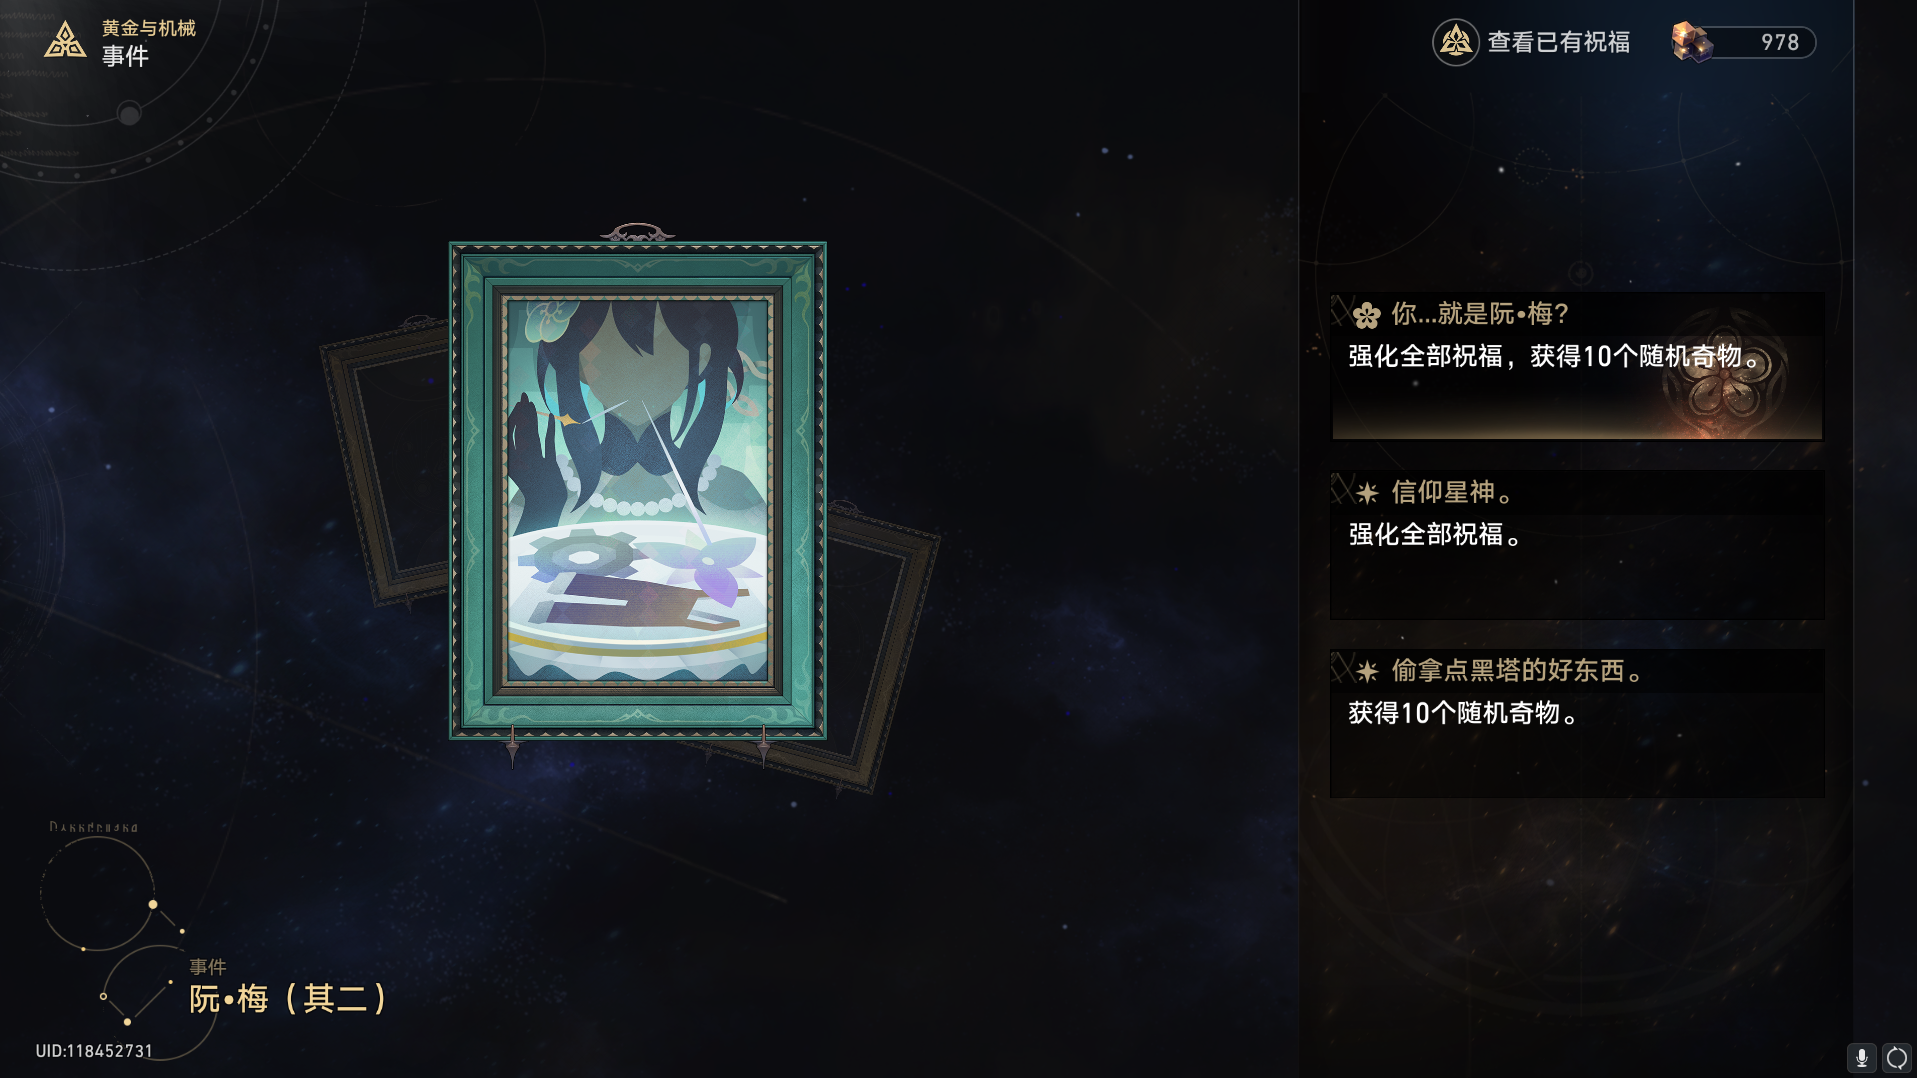 黄金与机械
事件
查看已有祝福
978
你...就是阮•梅?
强化全部祝福，获得10个随机奇物。
信仰星神。
强化全部祝福。
偷拿点黑塔的好东西。
获得10个随机奇物。
事件
阮•梅（其二）
UID:118452731